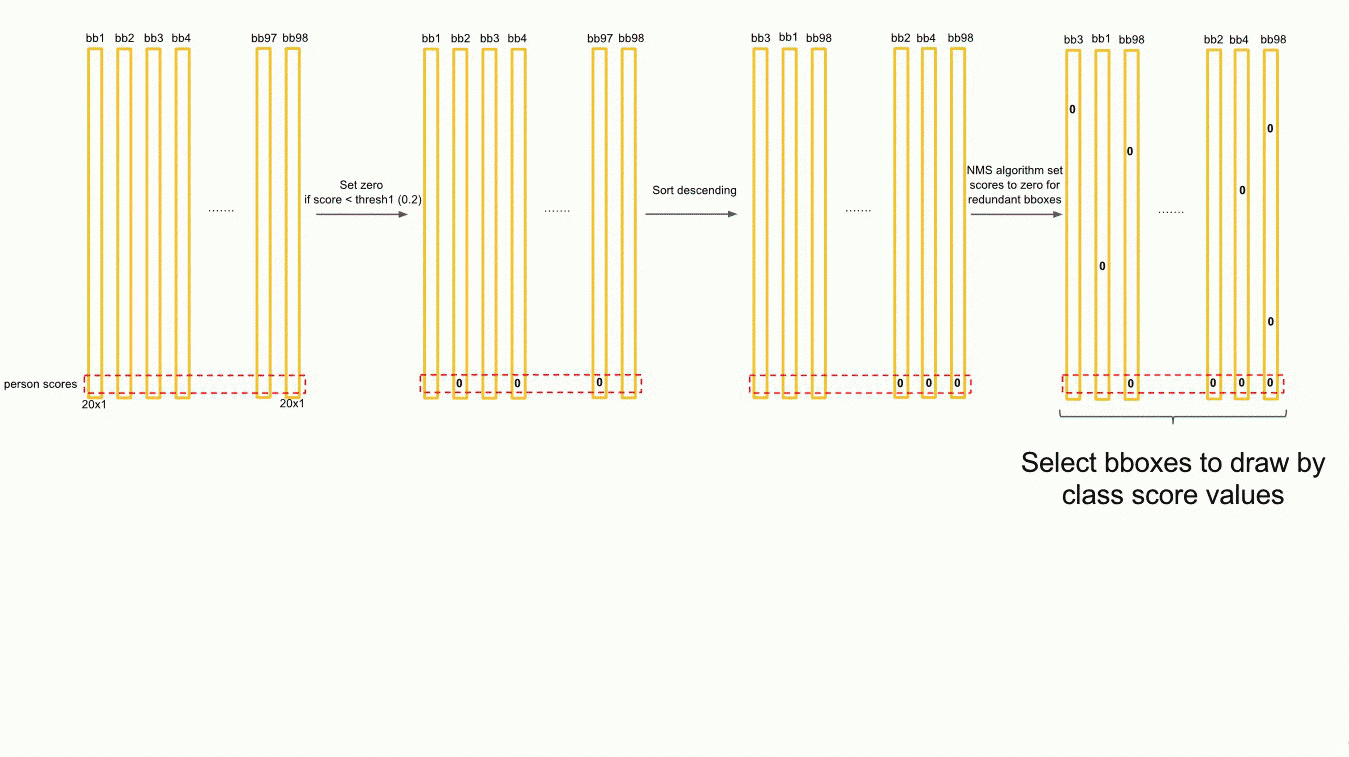 bb1 bb2 bb3 bb4 bb97 bb98
bb1 bb2 bb3 bb4 bb97 bb98
bb3 bb1 bb98 bb2 bb4 bb98
bb3 bb1 bb98 bb2 bb4 bb98
.......
Set zero
if score < thresh1 (0.2)
.......
Sort descending
.......
NMS algorithm set
scores to zero for
redundant bboxes
.......
0
0
0
0
0
0
person scores
0 0 0
0 0 0
0 0 0 0
20x1 20x1
Select bboxes to draw by
class score values